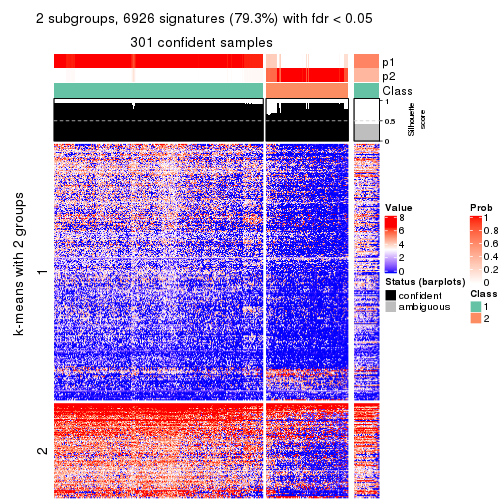 2 subgroups, 6926 signatures (79.3%) with fdr < 0.05
301 confident samples
p1
p2
Class
1
0.5
0
Silhouette
score
k-means with 2 groups
1
2
Value
8
6
4
2
0
Status (barplots)
confident
ambiguous
Prob
1
0.8
0.6
0.4
0.2
0
Class
1
2